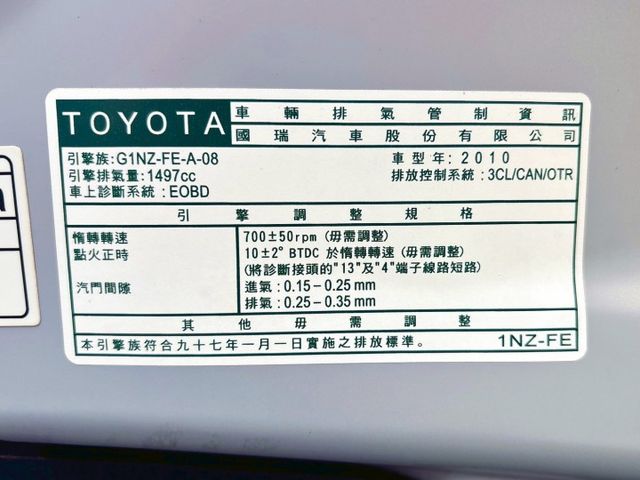 TOYOTA
車輛排氣管制資訊
國瑞汽車股份有限公司
引擎族:G1NZ-FE-A-08
車型年:2010
引擎排氣量:1497cc
排放控制系統:3CL/CAN/OTR
車上診斷系統:EOBD
引擎調整規格
惰轉轉速 700±50rpm (毋需調整)
點火正時 10±2° BTDC 於惰轉轉速 (毋需調整)
(將診斷接頭的"13"及"4"端子線路短路)
汽門間隙 進氣:0.15-0.25mm
排氣:0.25-0.35mm
其他毋需調整
本引擎族符合九十七年一月一日實施之排放標準。 1NZ-FE